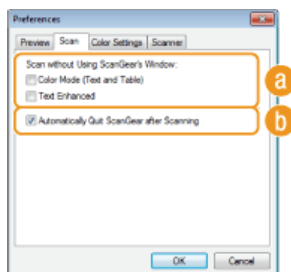 Preferences
Preview Scan Color Settings Scanner
Scan without Using ScanGear's Window:
Color Mode (Text and Table)
Text Enhanced
a
Automatically Quit ScanGear after Scanning
b
OK Cancel